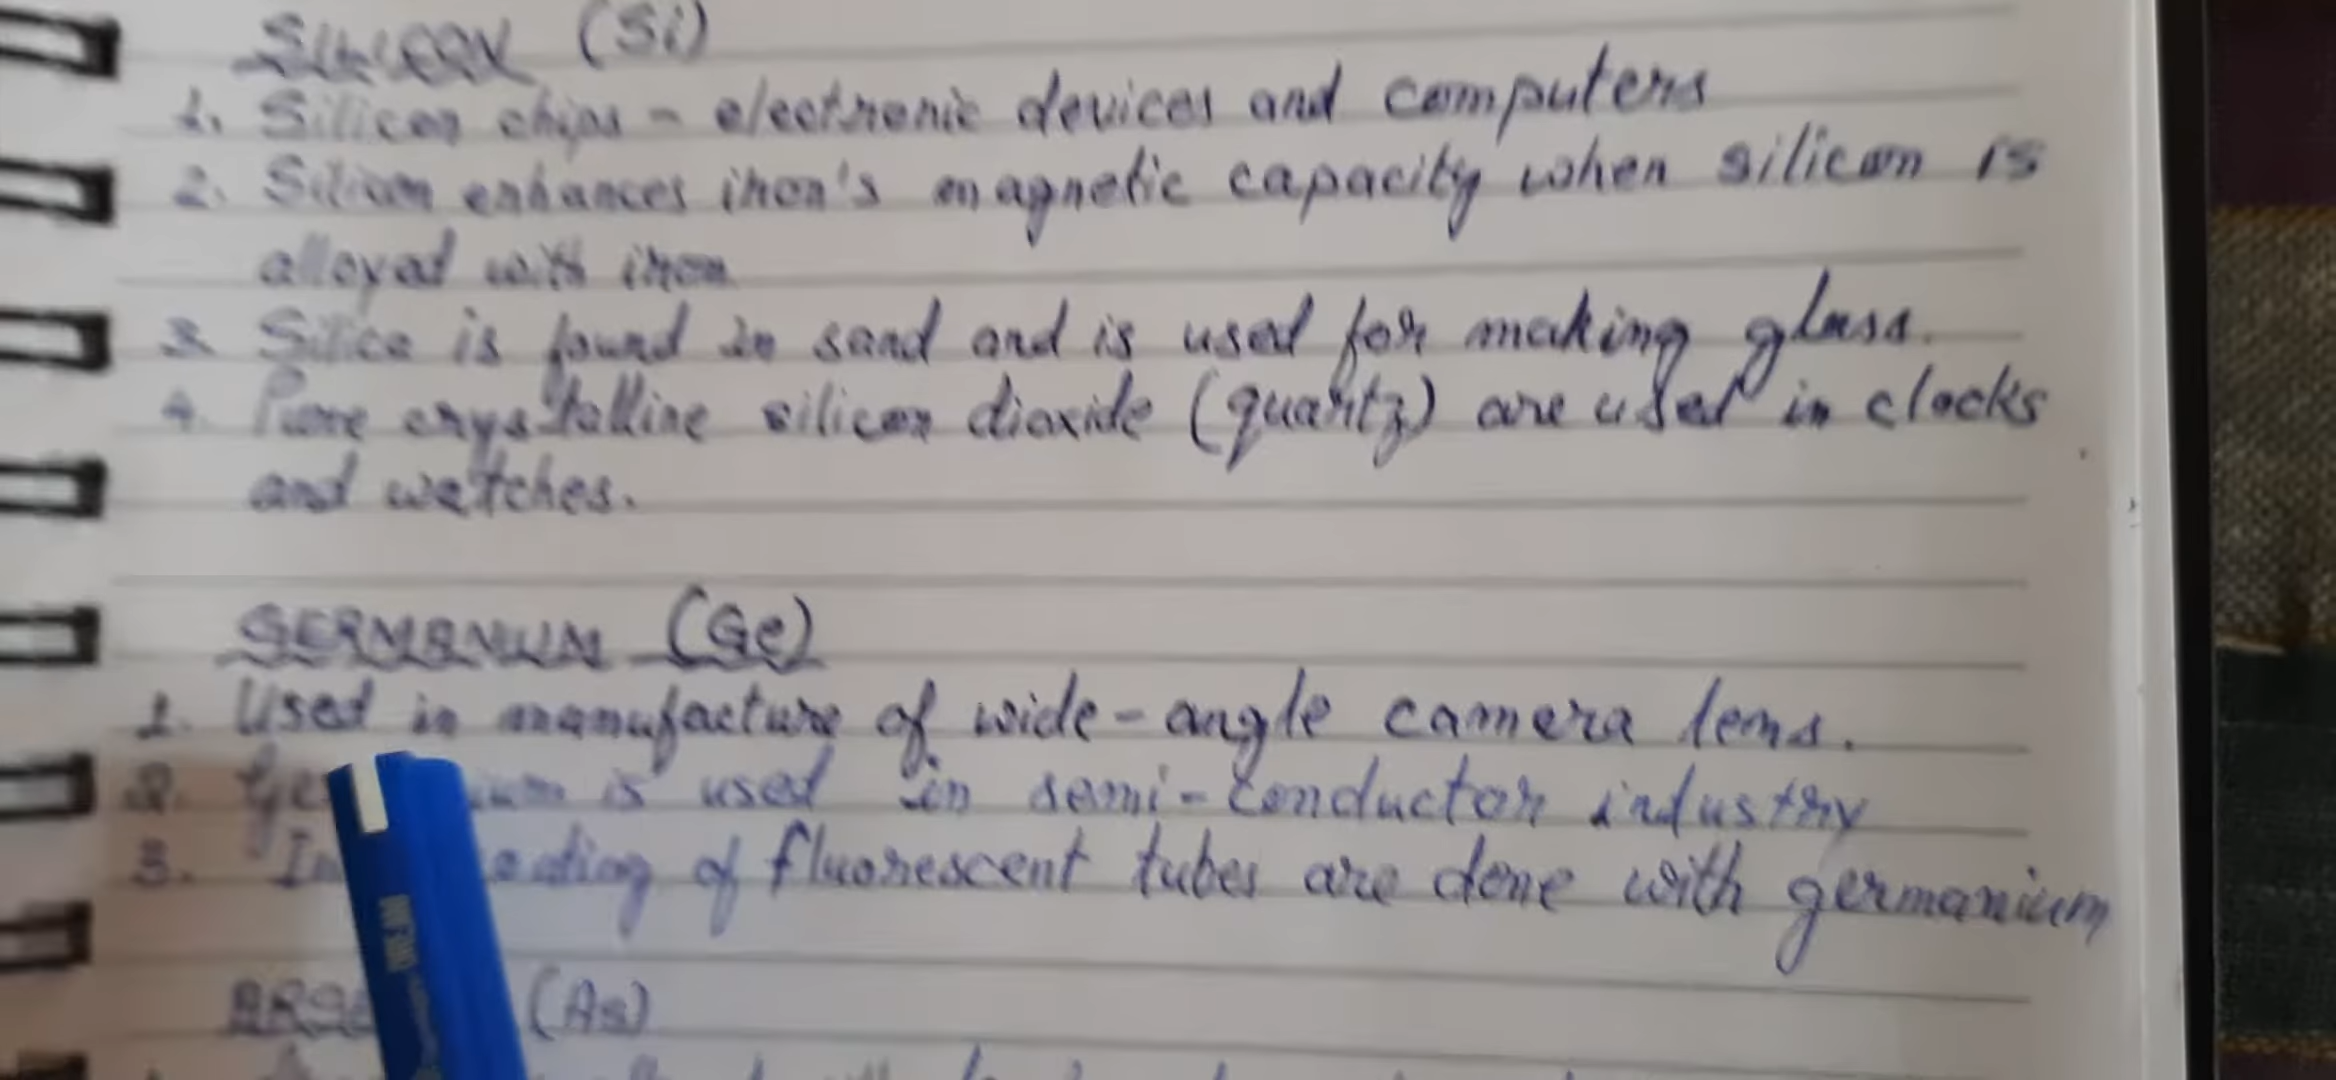 SILICON (Si)
1. Silicon chips - electronic devices and computers
2. Silicon enhances iron's magnetic capacity when silicon is
alloyed with iron
3. Silica is found in sand and is used for making glass.
4. Pure crystalline silicon dioxide (quartz) are used in clocks
and watches.
GERMANIUM (Ge)
1. Used in manufacture of wide-angle camera lens.
2. is used in semi-conductor industry
3. of fluorescent tubes are done with germanium
(As)